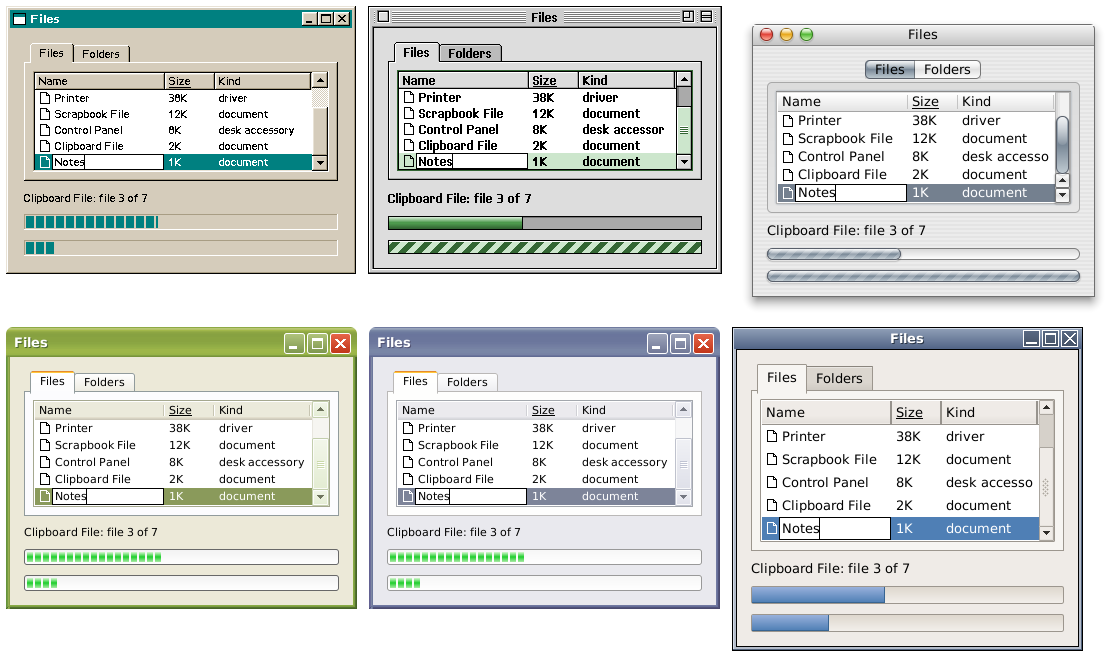 Files
Files Folders
Name Size Kind
Printer 38K driver
Scrapbook File 12K document
Control Panel 8K desk accessory
Clipboard File 2K document
Notes 1K document
Clipboard File: file 3 of 7
Files
Files Folders
Name Size Kind
Printer 38K driver
Scrapbook File 12K document
Control Panel 8K desk accessor
Clipboard File 2K document
Notes 1K document
Clipboard File: file 3 of 7
Files
Files Folders
Name Size Kind
Printer 38K driver
Scrapbook File 12K document
Control Panel 8K desk accesso
Clipboard File 2K document
Notes 1K document
Clipboard File: file 3 of 7
Files
Files Folders
Name Size Kind
Printer 38K driver
Scrapbook File 12K document
Control Panel 8K desk accessory
Clipboard File 2K document
Notes 1K document
Clipboard File: file 3 of 7
Files
Files Folders
Name Size Kind
Printer 38K driver
Scrapbook File 12K document
Control Panel 8K desk accessory
Clipboard File 2K document
Notes 1K document
Clipboard File: file 3 of 7
Files
Files Folders
Name Size Kind
Printer 38K driver
Scrapbook File 12K document
Control Panel 8K desk accesso
Clipboard File 2K document
Notes 1K document
Clipboard File: file 3 of 7